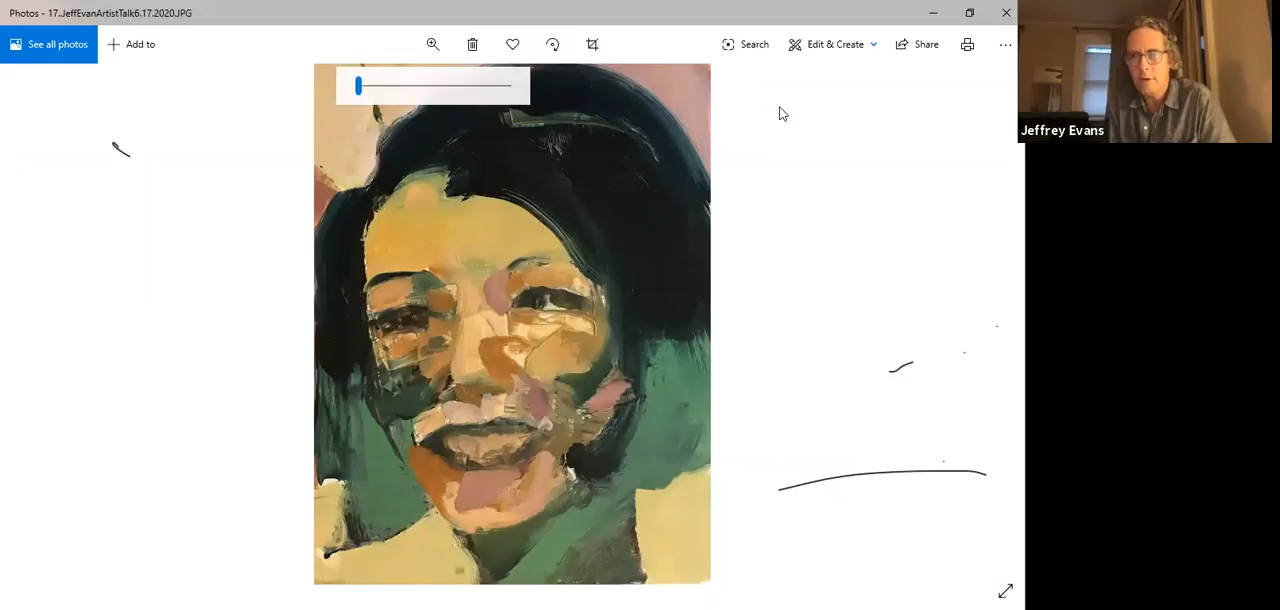 Photos - 17..JeffEvanArtistTalk6.17.2020.JPG
See all photos
Add to
Search
Edit & Create
Share
Jeffrey Evans